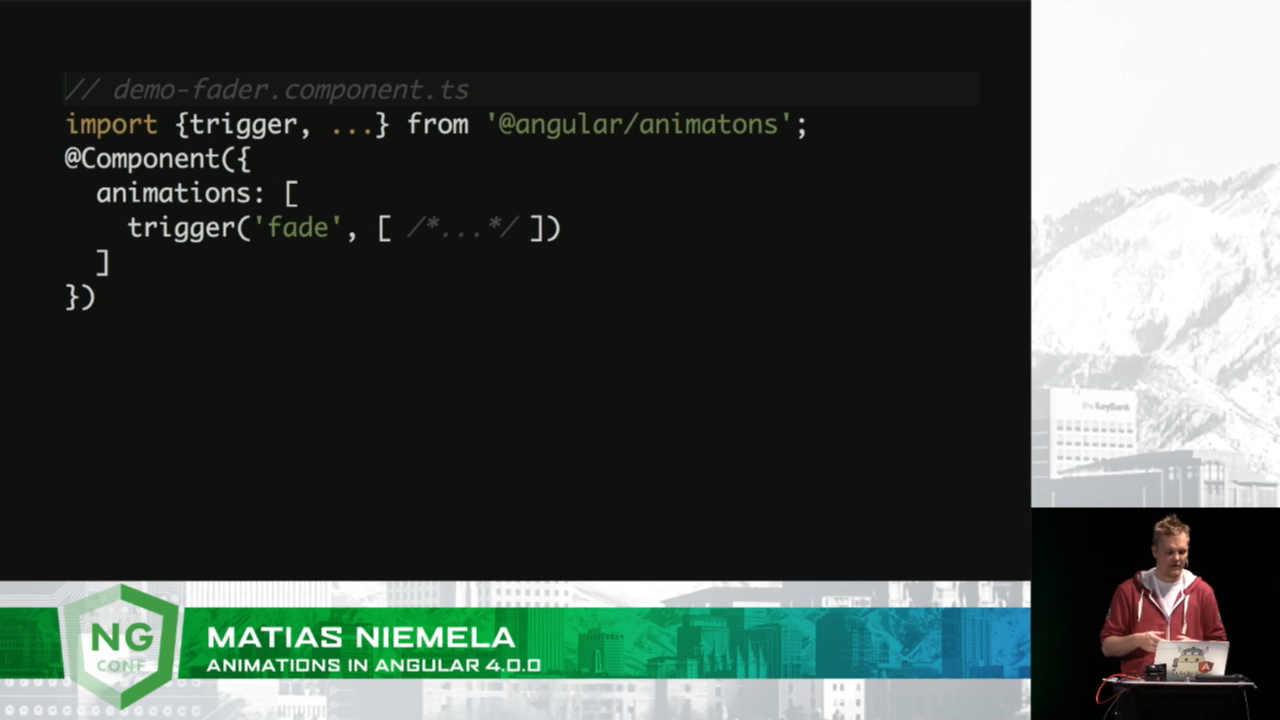 // demo-fader.component.ts
import {trigger, ...} from '@angular/animatons';
@Component({
  animations: [
    trigger('fade', [ /*...*/ ])
  ]
})
KeyBank
NG
CONF
MATIAS NIEMELA
ANIMATIONS IN ANGULAR 4.0.0